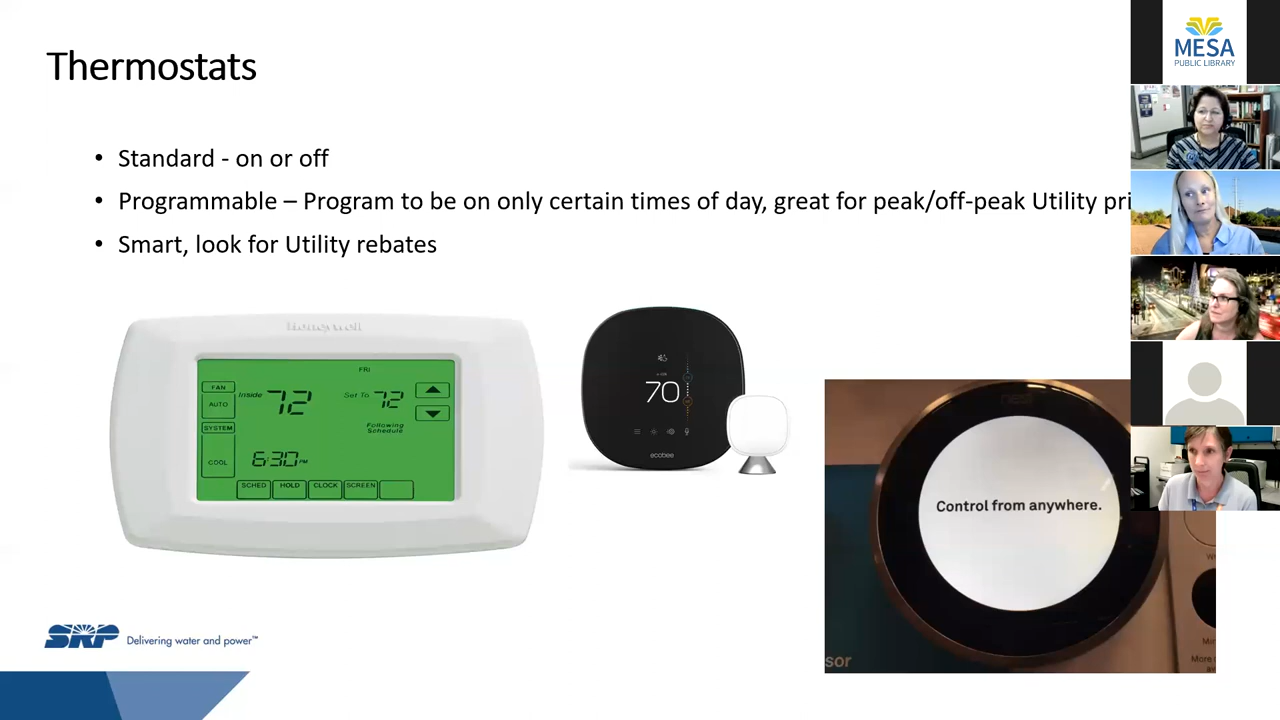 Thermostats
MESA
PUBLIC LIBRARY
• Standard - on or off
• Programmable – Program to be on only certain times of day, great for peak/off-peak Utility pri
• Smart, look for Utility rebates
Honeywell
FRI
FAN
AUTO
SYSTEM
COOL
Inside 72
Set To 72
Following
Schedule
6:30 PM
SCHED HOLD CLOCK SCREEN
70
ecobee
nest
Control from anywhere.
sor
SRP Delivering water and power™